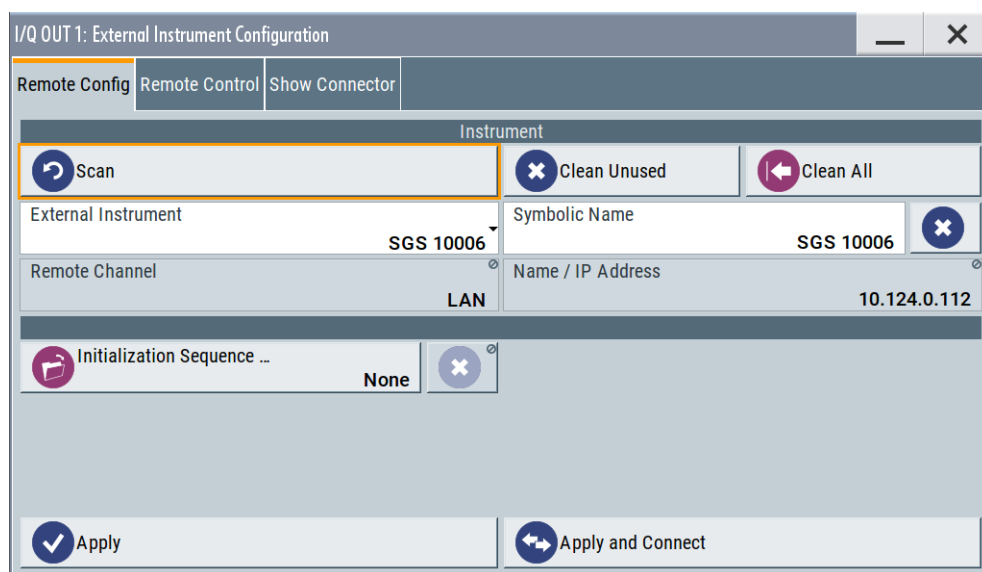 I/Q OUT 1: External Instrument Configuration
Remote Config Remote Control Show Connector
Instrument
Scan Clean Unused Clean All
External Instrument Symbolic Name
SGS 10006 SGS 10006
Remote Channel Name / IP Address
LAN 10.124.0.112
Initialization Sequence ...
None
Apply Apply and Connect